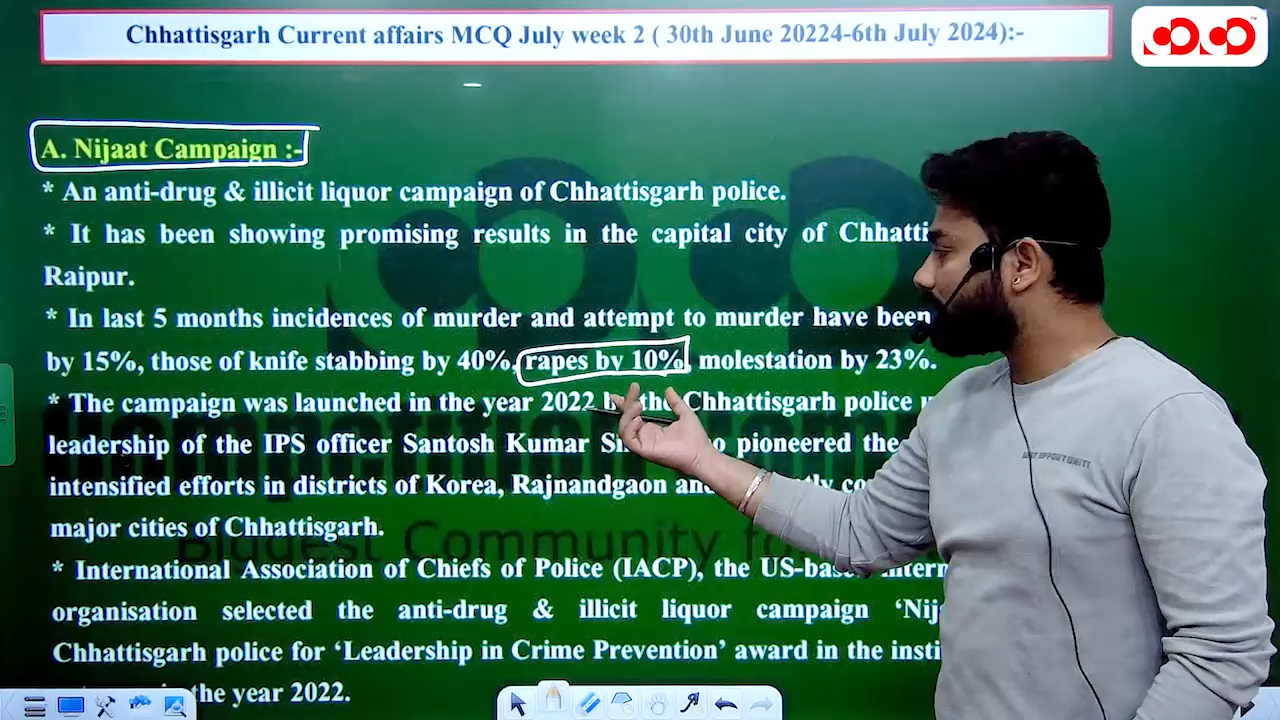 Chhattisgarh Current affairs MCQ July week 2 ( 30th June 20224-6th July 2024):-
A. Nijaat Campaign :-
* An anti-drug & illicit liquor campaign of Chhattisgarh police.
* It has been showing promising results in the capital city of Chhatti
Raipur.
* In last 5 months incidences of murder and attempt to murder have been
by 15%, those of knife stabbing by 40%, rapes by 10%, molestation by 23%.
* The campaign was launched in the year 2022 the Chhattisgarh police
leadership of the IPS officer Santosh Kumar pioneered the
intensified efforts in districts of Korea, Rajnandgaon
major cities of Chhattisgarh.
* International Association of Chiefs of Police (IACP), the
organisation selected the anti-drug & illicit liquor campaign ‘Nij
Chhattisgarh police for ‘Leadership in Crime Prevention’ award in the insti
the year 2022.
Biggest Community